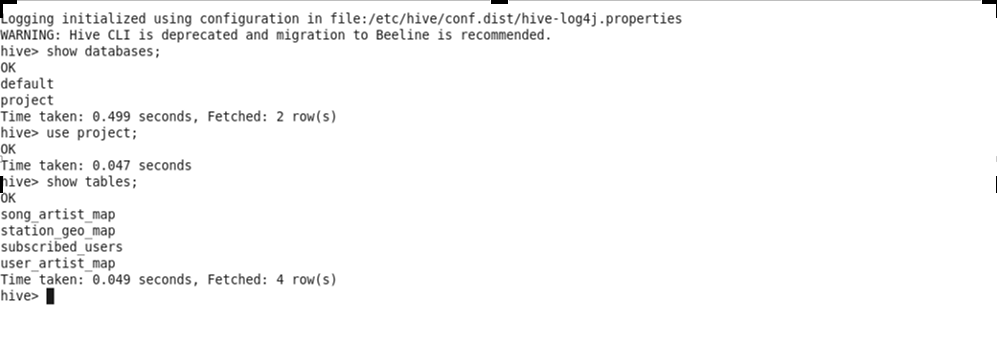 Logging initialized using configuration in file:/etc/hive/conf.dist/hive-log4j.properties
WARNING: Hive CLI is deprecated and migration to Beeline is recommended.
hive> show databases;
OK
default
project
Time taken: 0.499 seconds, Fetched: 2 row(s)
hive> use project;
OK
Time taken: 0.047 seconds
hive> show tables;
OK
song_artist_map
station_geo_map
subscribed_users
user_artist_map
Time taken: 0.049 seconds, Fetched: 4 row(s)
hive>